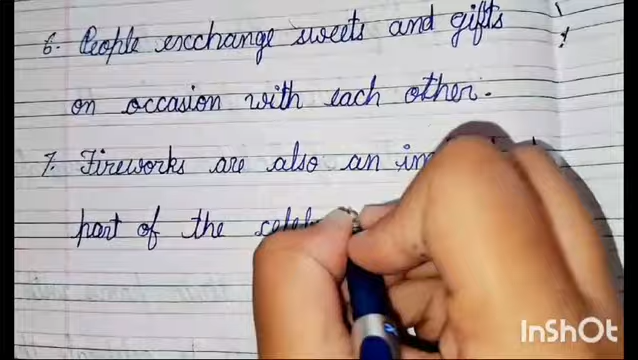 6. People exchange sweets and gifts
on occasion with each other.
7. Fireworks are also an im
part of the celeb
InShOt